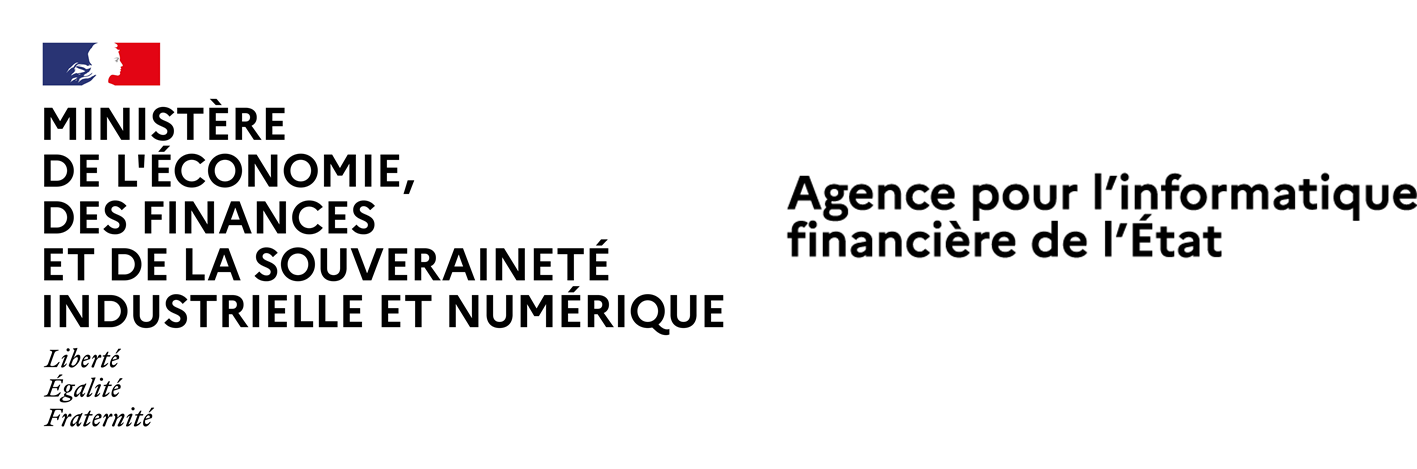 MINISTÈRE
DE L'ÉCONOMIE,
DES FINANCES
ET DE LA SOUVERAINETÉ
INDUSTRIELLE ET NUMÉRIQUE
Liberté
Égalité
Fraternité
Agence pour l’informatique
financière de l’État